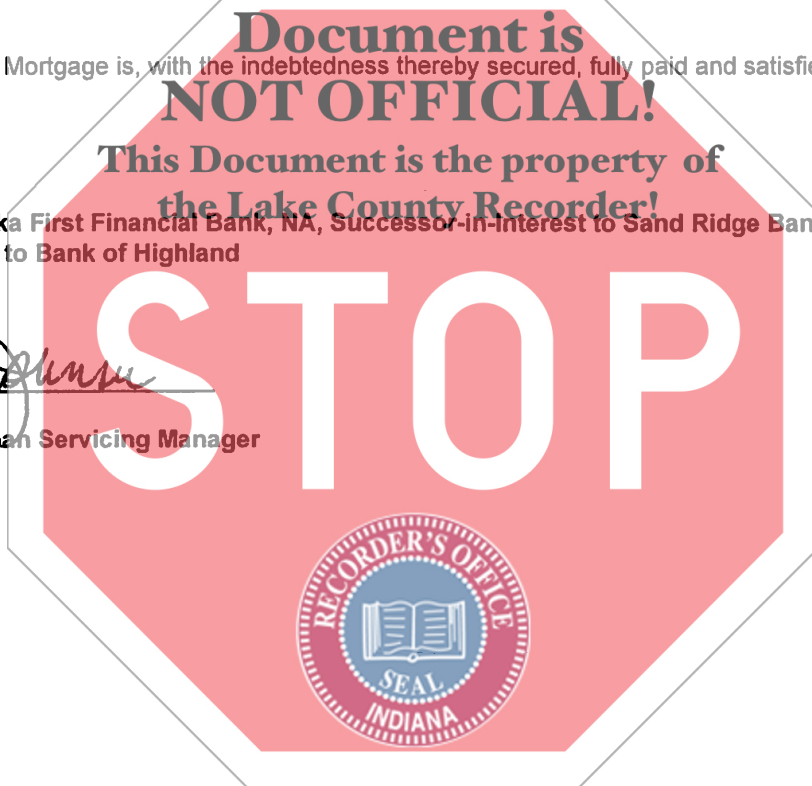 Document is
Mortgage is, with the indebtedness thereby secured, fully paid and satisfie
NOT OFFICIAL!
This Document is the property of
the Lake County Recorder!
ka First Financial Bank, NA, Successor-in-Interest to Sand Ridge Ban
to Bank of Highland
STOP
an Servicing Manager
RECORDER'S OFFICE
SEAL
INDIANA